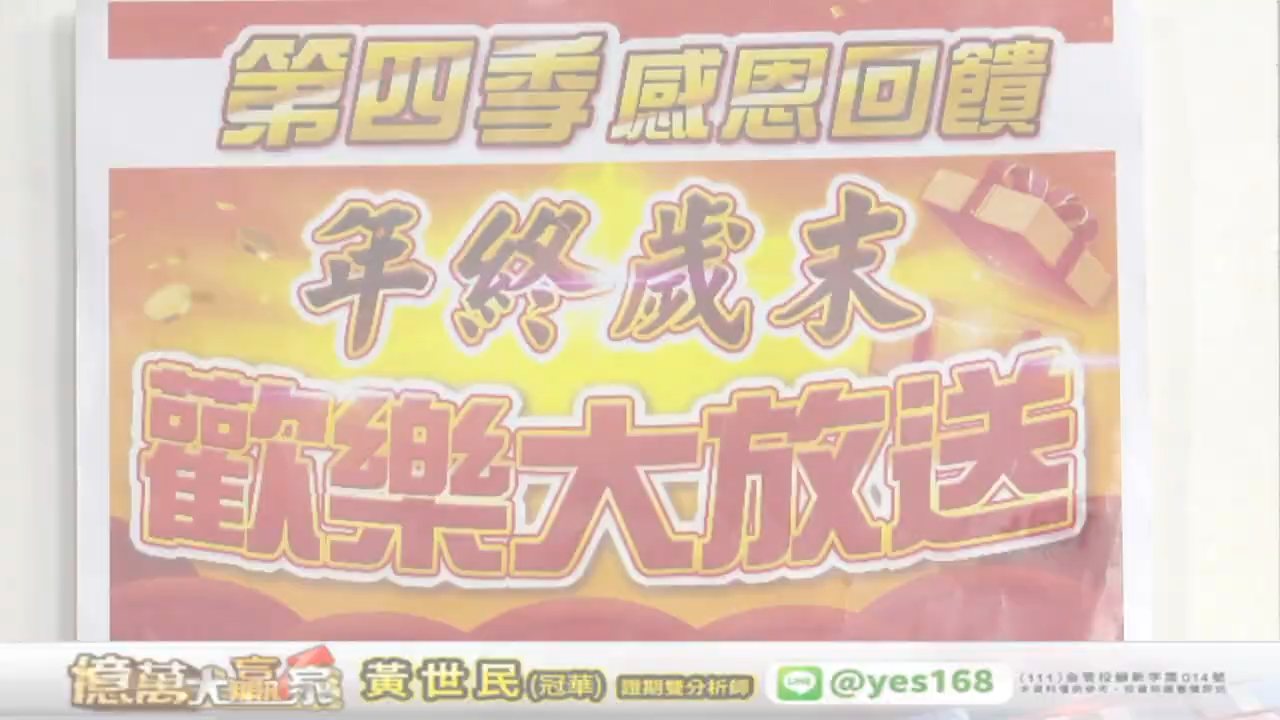 第四季感恩回饋
年終歲末
歡樂大放送
億萬大贏家 黃世民(冠華) 證期雙分析師 LINE @yes168
(111)金管投顧新字第014號